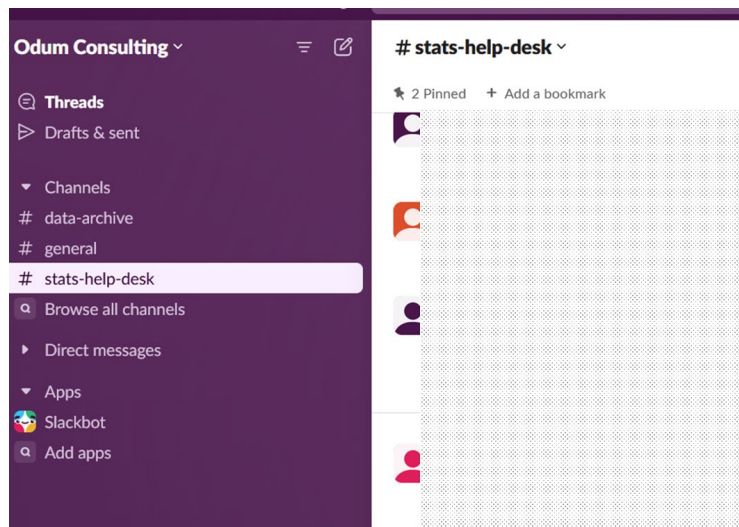 Odum Consulting
Threads
Drafts & sent
Channels
# data-archive
# general
# stats-help-desk
Browse all channels
Direct messages
Apps
Slackbot
Add apps
# stats-help-desk
2 Pinned + Add a bookmark